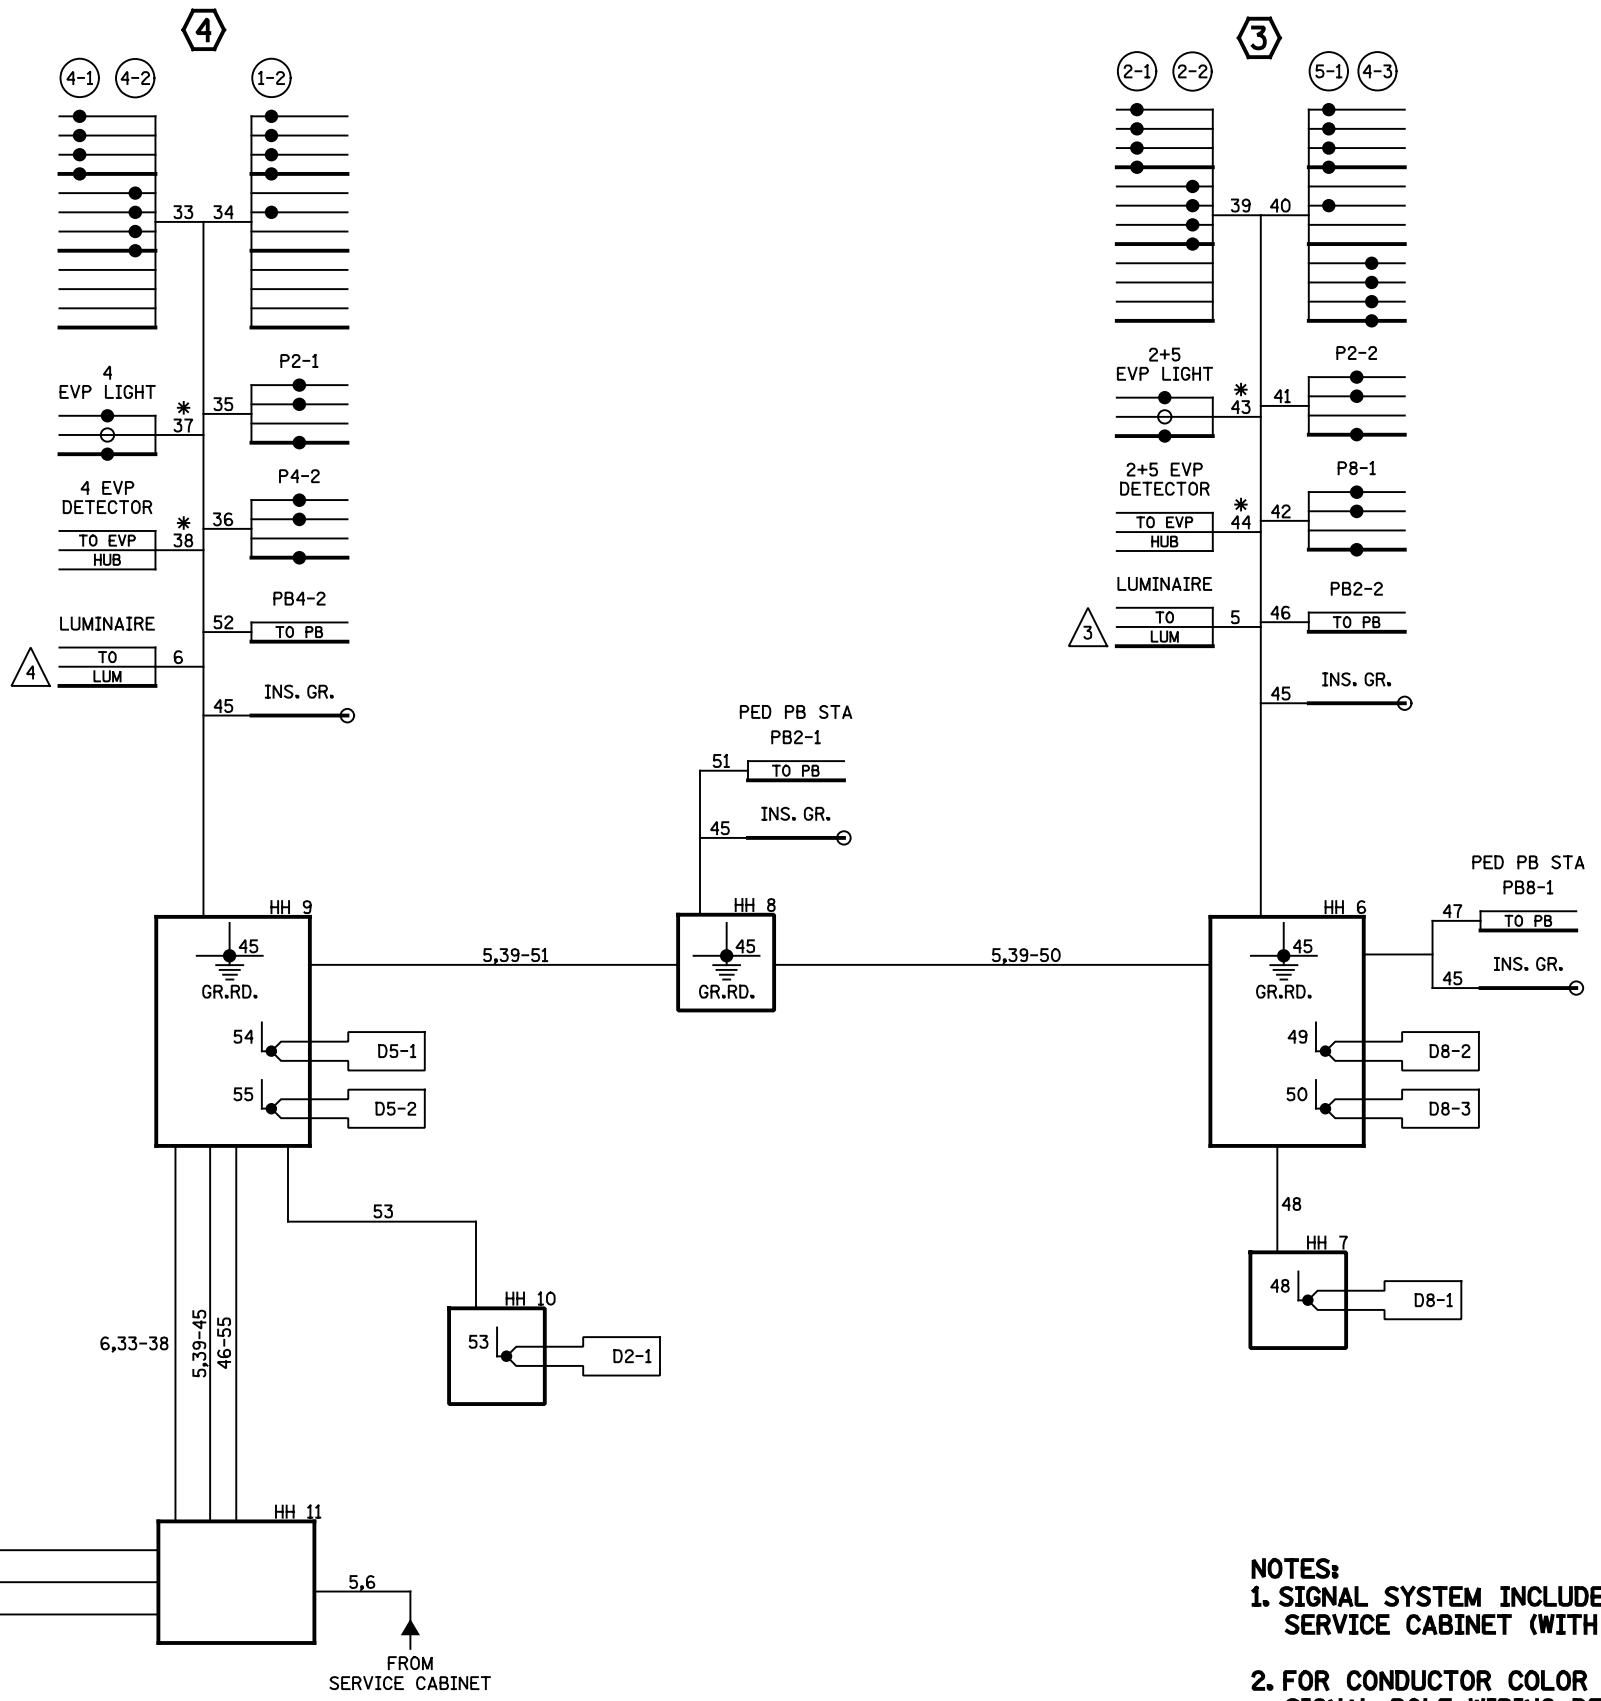 4
3
4-1 4-2 1-2
2-1 2-2 5-1 4-3
33 34
39 40
P2-1
P2-2
4
EVP LIGHT
2+5
EVP LIGHT
*
37
35
*
43
41
P4-2
P8-1
4 EVP
DETECTOR
2+5 EVP
DETECTOR
*
38
36
*
44
42
TO EVP
HUB
TO EVP
HUB
PB4-2
PB2-2
LUMINAIRE
LUMINAIRE
52
TO PB
46
TO PB
4
TO
LUM
6
3
TO
LUM
5
INS. GR.
45
INS. GR.
45
PED PB STA
PB2-1
51
TO PB
INS. GR.
45
PED PB STA
PB8-1
47
TO PB
INS. GR.
45
HH 9
HH 8
HH 6
45
GR.RD.
5,39-51
45
GR.RD.
5,39-50
45
GR.RD.
54
D5-1
49
D8-2
55
D5-2
50
D8-3
53
48
HH 7
48
D8-1
HH 10
53
D2-1
6,33-38
5,39-45
46-55
HH 11
5,6
FROM
SERVICE CABINET
NOTES:
1. SIGNAL SYSTEM INCLUDE
SERVICE CABINET (WITH
2. FOR CONDUCTOR COLOR